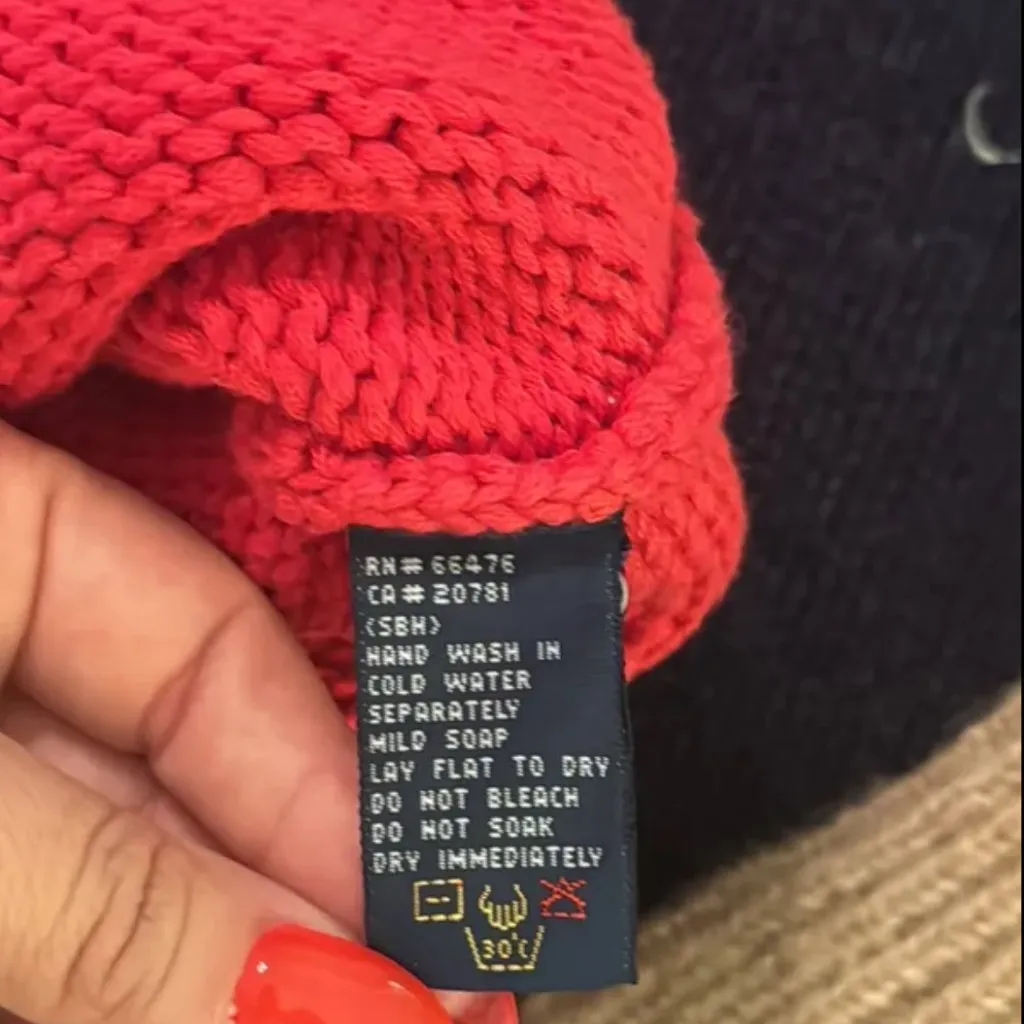 RN# 66476
CA# 20781
<SBH>
HAND WASH IN
COLD WATER
SEPARATELY
MILD SOAP
LAY FLAT TO DRY
DO NOT BLEACH
DO NOT SOAK
DRY IMMEDIATELY
30°C